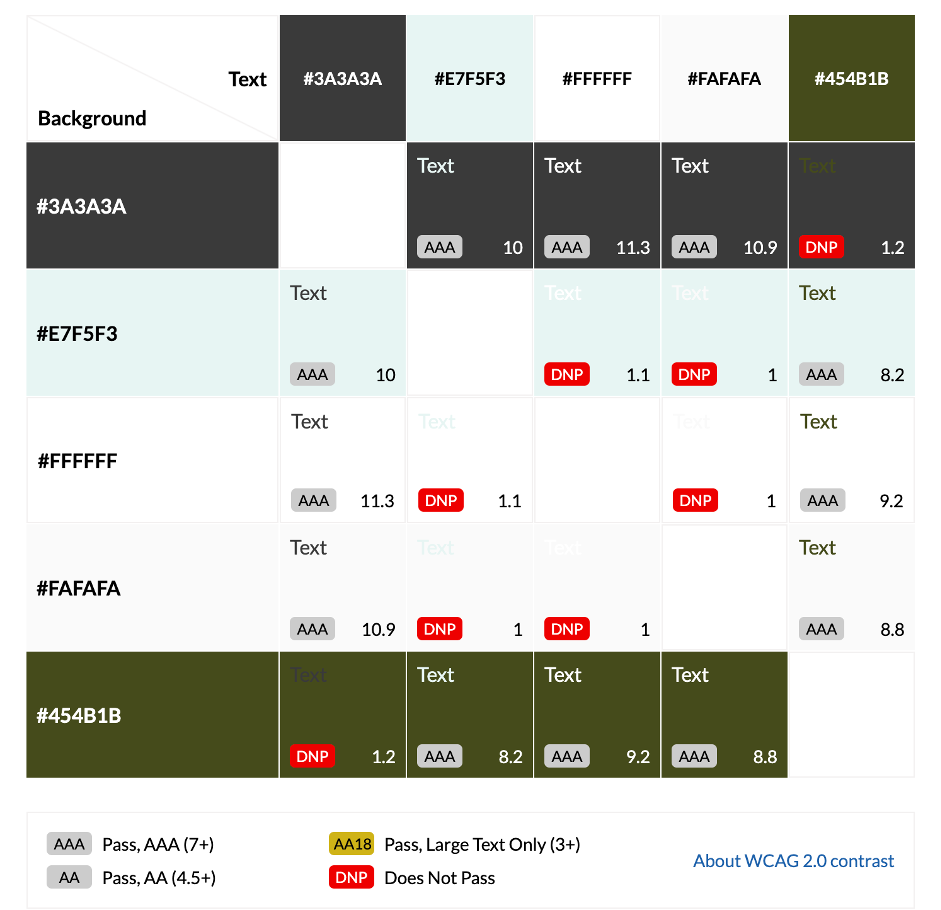 Text #3A3A3A #E7F5F3 #FFFFFF #FAFAFA #454B1B
Background
#3A3A3A
Text Text Text Text
AAA 10 AAA 11.3 AAA 10.9 DNP 1.2
#E7F5F3
Text Text Text Text
AAA 10 DNP 1.1 DNP 1 AAA 8.2
#FFFFFF
Text Text Text Text
AAA 11.3 DNP 1.1 DNP 1 AAA 9.2
#FAFAFA
Text Text Text Text
AAA 10.9 DNP 1 DNP 1 AAA 8.8
#454B1B
Text Text Text Text
DNP 1.2 AAA 8.2 AAA 9.2 AAA 8.8
AAA Pass, AAA (7+) AA18 Pass, Large Text Only (3+)
About WCAG 2.0 contrast
AA Pass, AA (4.5+) DNP Does Not Pass